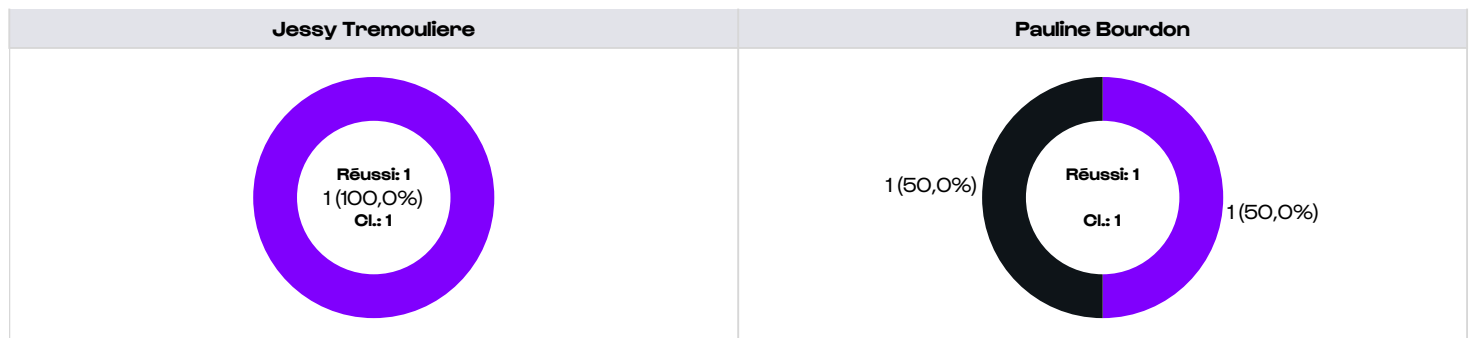 Jessy Tremouliere
Réussi: 1
1 (100,0%)
Cl.: 1
Pauline Bourdon
1 (50,0%)
Réussi: 1
Cl.: 1
1 (50,0%)